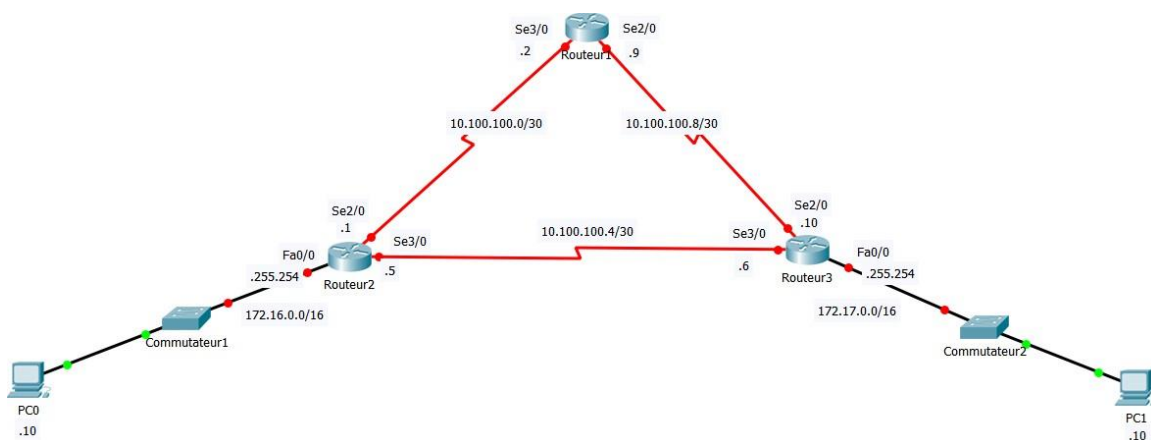 Se3/0
Se2/0
.2
.9
Routeur1
10.100.100.0/30
10.100.100.8/30
Se2/0
.1
Se2/0
.10
Fa0/0
Se3/0
10.100.100.4/30
Se3/0
Fa0/0
.255.254
.5
.6
.255.254
Routeur2
Routeur3
172.16.0.0/16
172.17.0.0/16
Commutateur1
Commutateur2
PC0
.10
PC1
.10